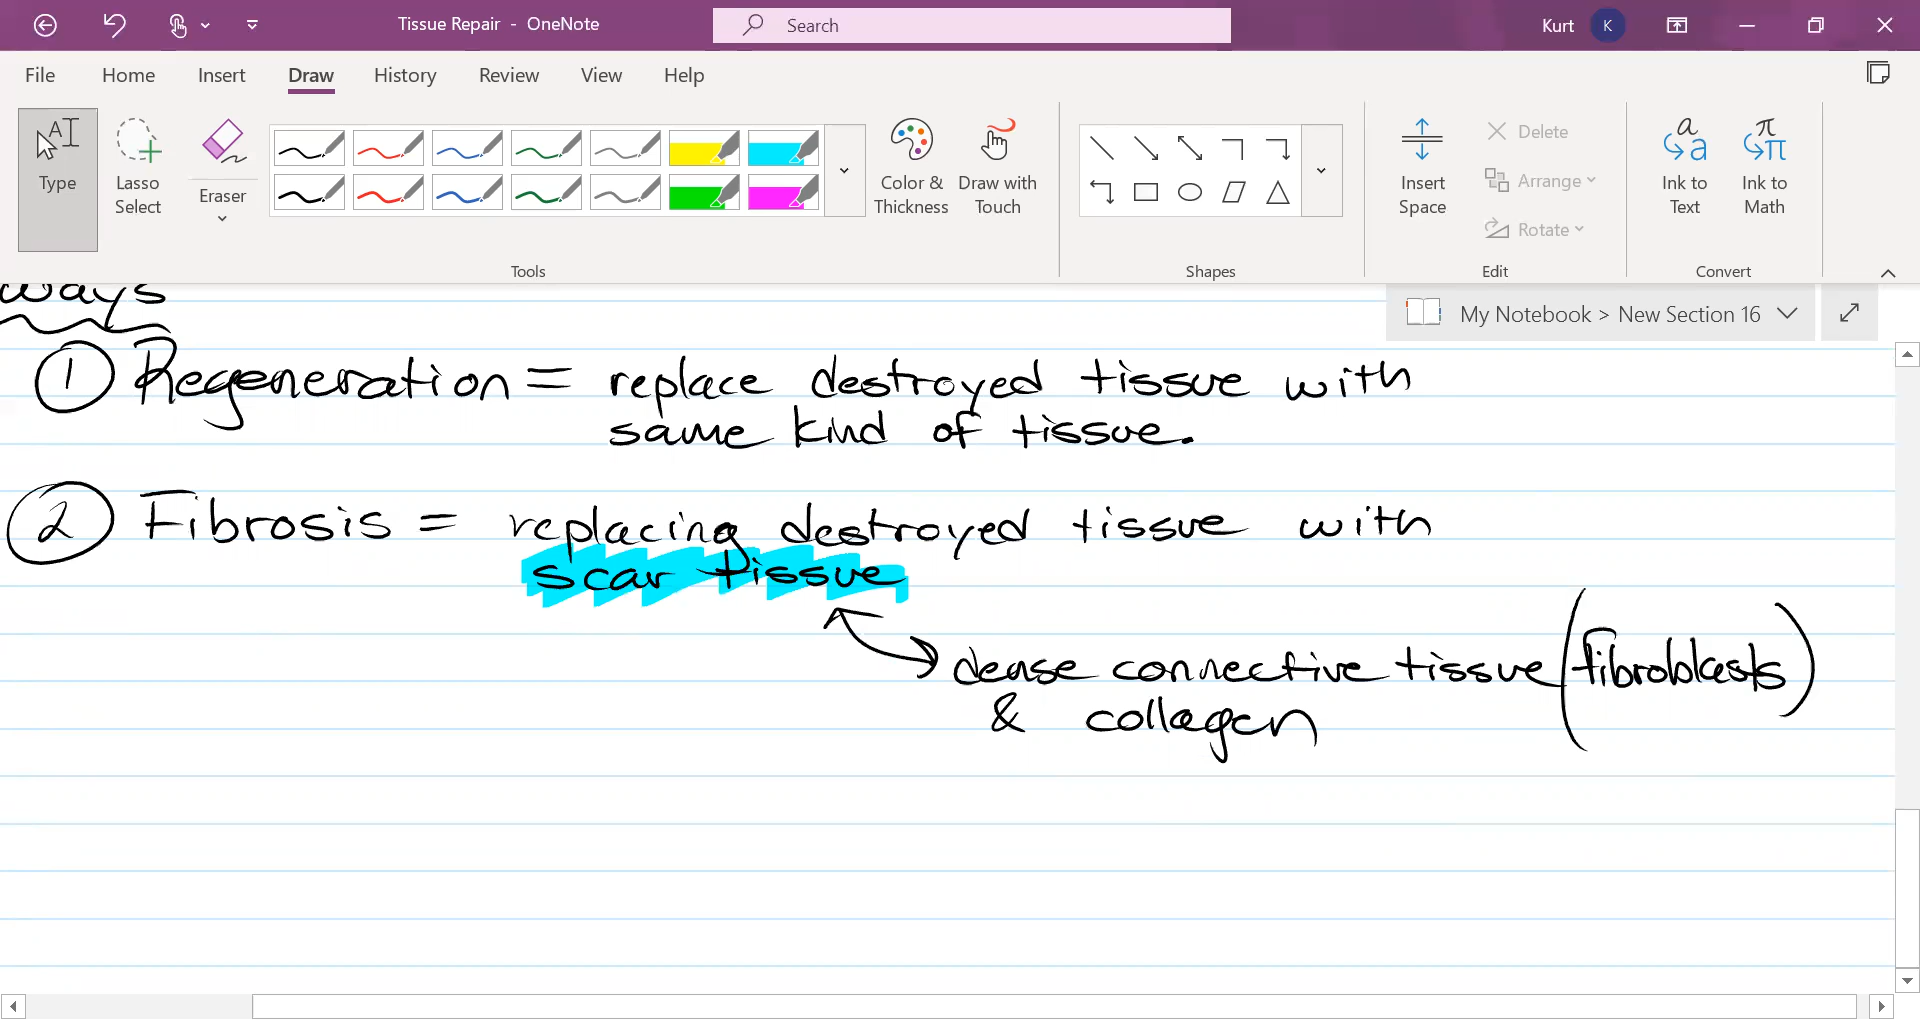 Tissue Repair - OneNote
Search
Kurt
K
File Home Insert Draw History Review View Help
Type
Lasso Select
Eraser
Color & Thickness
Draw with Touch
Insert Space
Delete
Arrange
Rotate
a
a
Ink to Text
π
π
Ink to Math
Tools
Shapes
Edit
Convert
My Notebook > New Section 16
ways
1 Regeneration = replace destroyed tissue with
same kind of tissue.
2 Fibrosis = replacing destroyed tissue with
scar tissue
dense connective tissue (fibroblasts)
& collagen